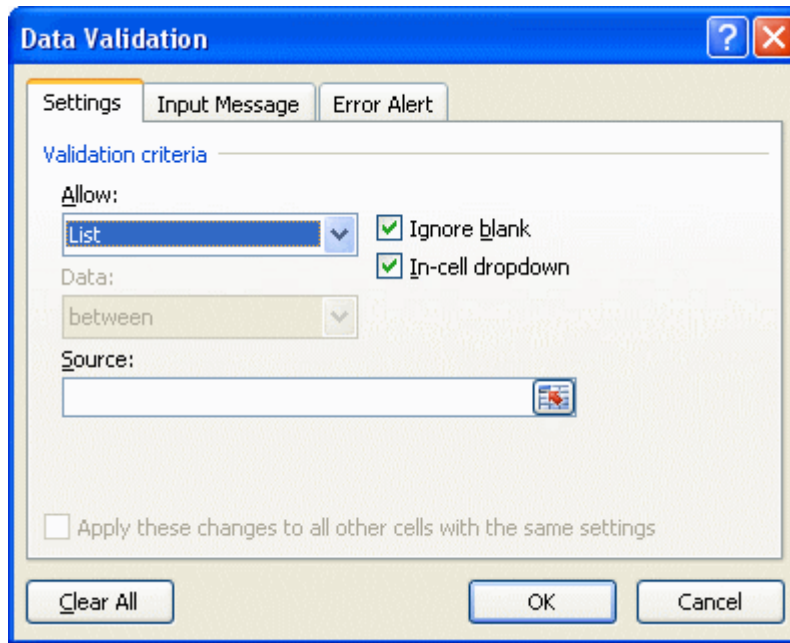 Data Validation
Settings Input Message Error Alert
Validation criteria
Allow:
List
Ignore blank
In-cell dropdown
Data:
between
Source:
Apply these changes to all other cells with the same settings
Clear All OK Cancel